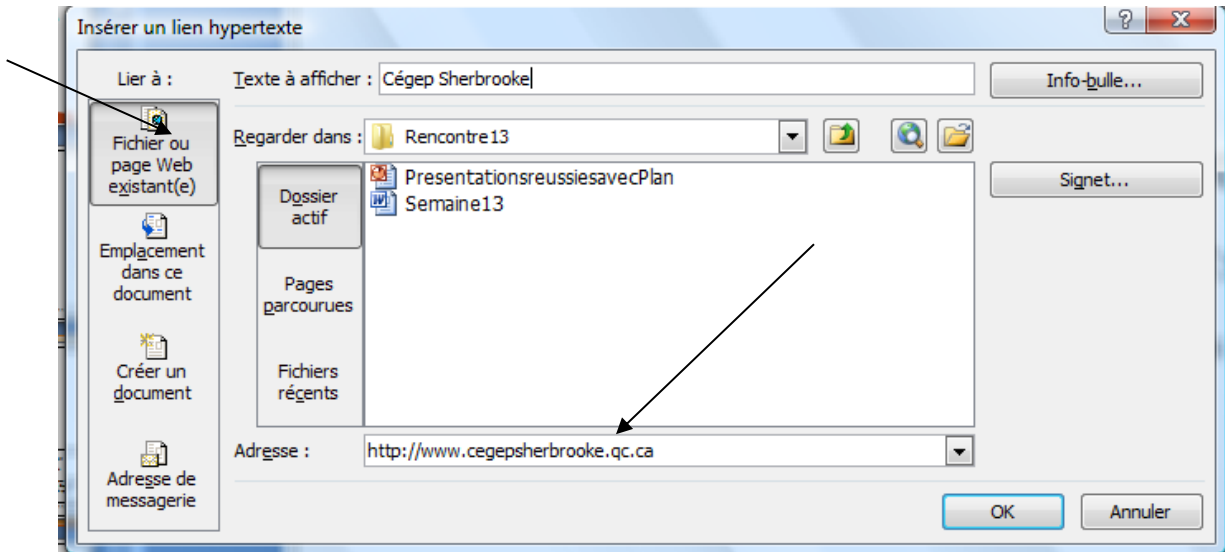 Insérer un lien hypertexte
Lier à :
Texte à afficher :
Cégep Sherbrooke
Info-bulle...
Fichier ou
page Web
existant(e)
Regarder dans :
Rencontre13
Dossier
actif
PresentationsreussiesavecPlan
Semaine13
Signet...
Emplacement
dans ce
document
Pages
parcourues
Créer un
document
Fichiers
récents
Adresse :
http://www.cegepsherbrooke.qc.ca
Adresse de
messagerie
OK
Annuler